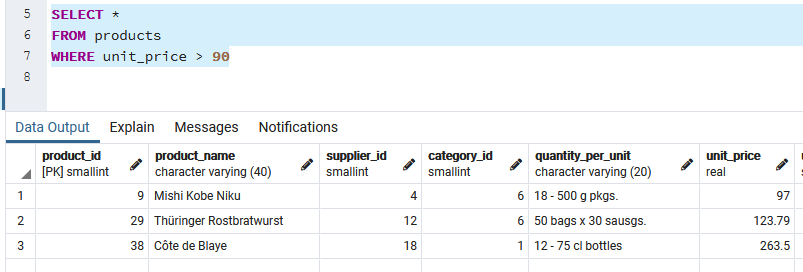 5 SELECT *
6 FROM products
7 WHERE unit_price > 90
8
Data Output Explain Messages Notifications
product_id product_name supplier_id category_id quantity_per_unit unit_price
[PK] smallint character varying (40) smallint smallint character varying (20) real
1 9 Mishi Kobe Niku 4 6 18 - 500 g pkgs. 97
2 29 Thüringer Rostbratwurst 12 6 50 bags x 30 sausgs. 123.79
3 38 Côte de Blaye 18 1 12 - 75 cl bottles 263.5